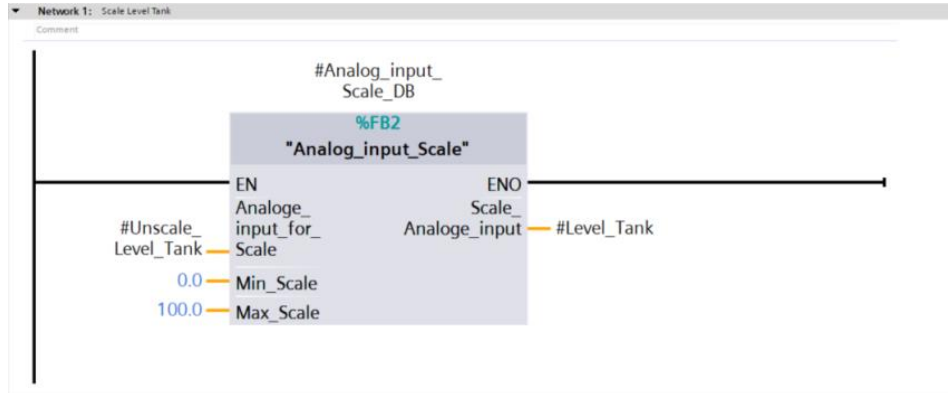 Network 1: Scale Level Tank
Comment
#Analog_input_
Scale_DB
%FB2
"Analog_input_Scale"
EN ENO
Analoge_
input_for_
Scale
Scale_
Analoge_input
#Unscale_
Level_Tank
#Level_Tank
0.0 Min_Scale
100.0 Max_Scale